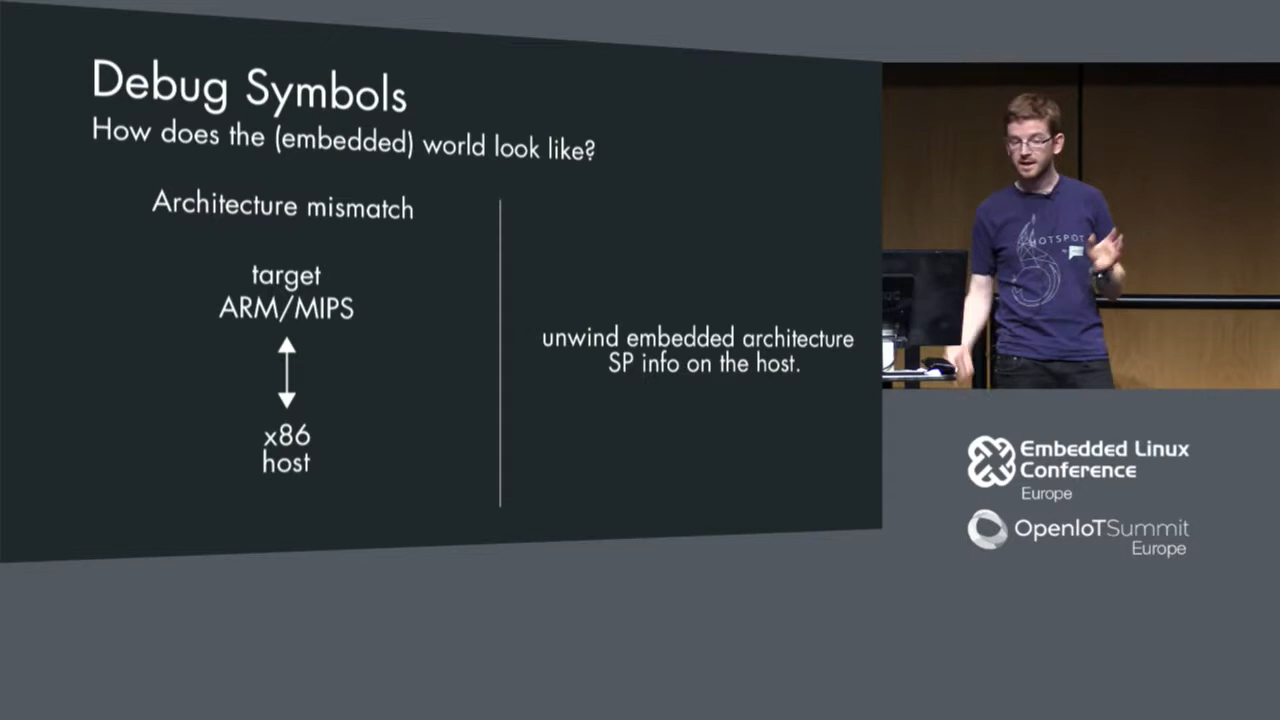 Debug Symbols
How does the (embedded) world look like?
Architecture mismatch
target
ARM/MIPS
x86
host
unwind embedded architecture
SP info on the host.
HOTSPOT
Embedded Linux
Conference
Europe
OpenIoTSummit
Europe